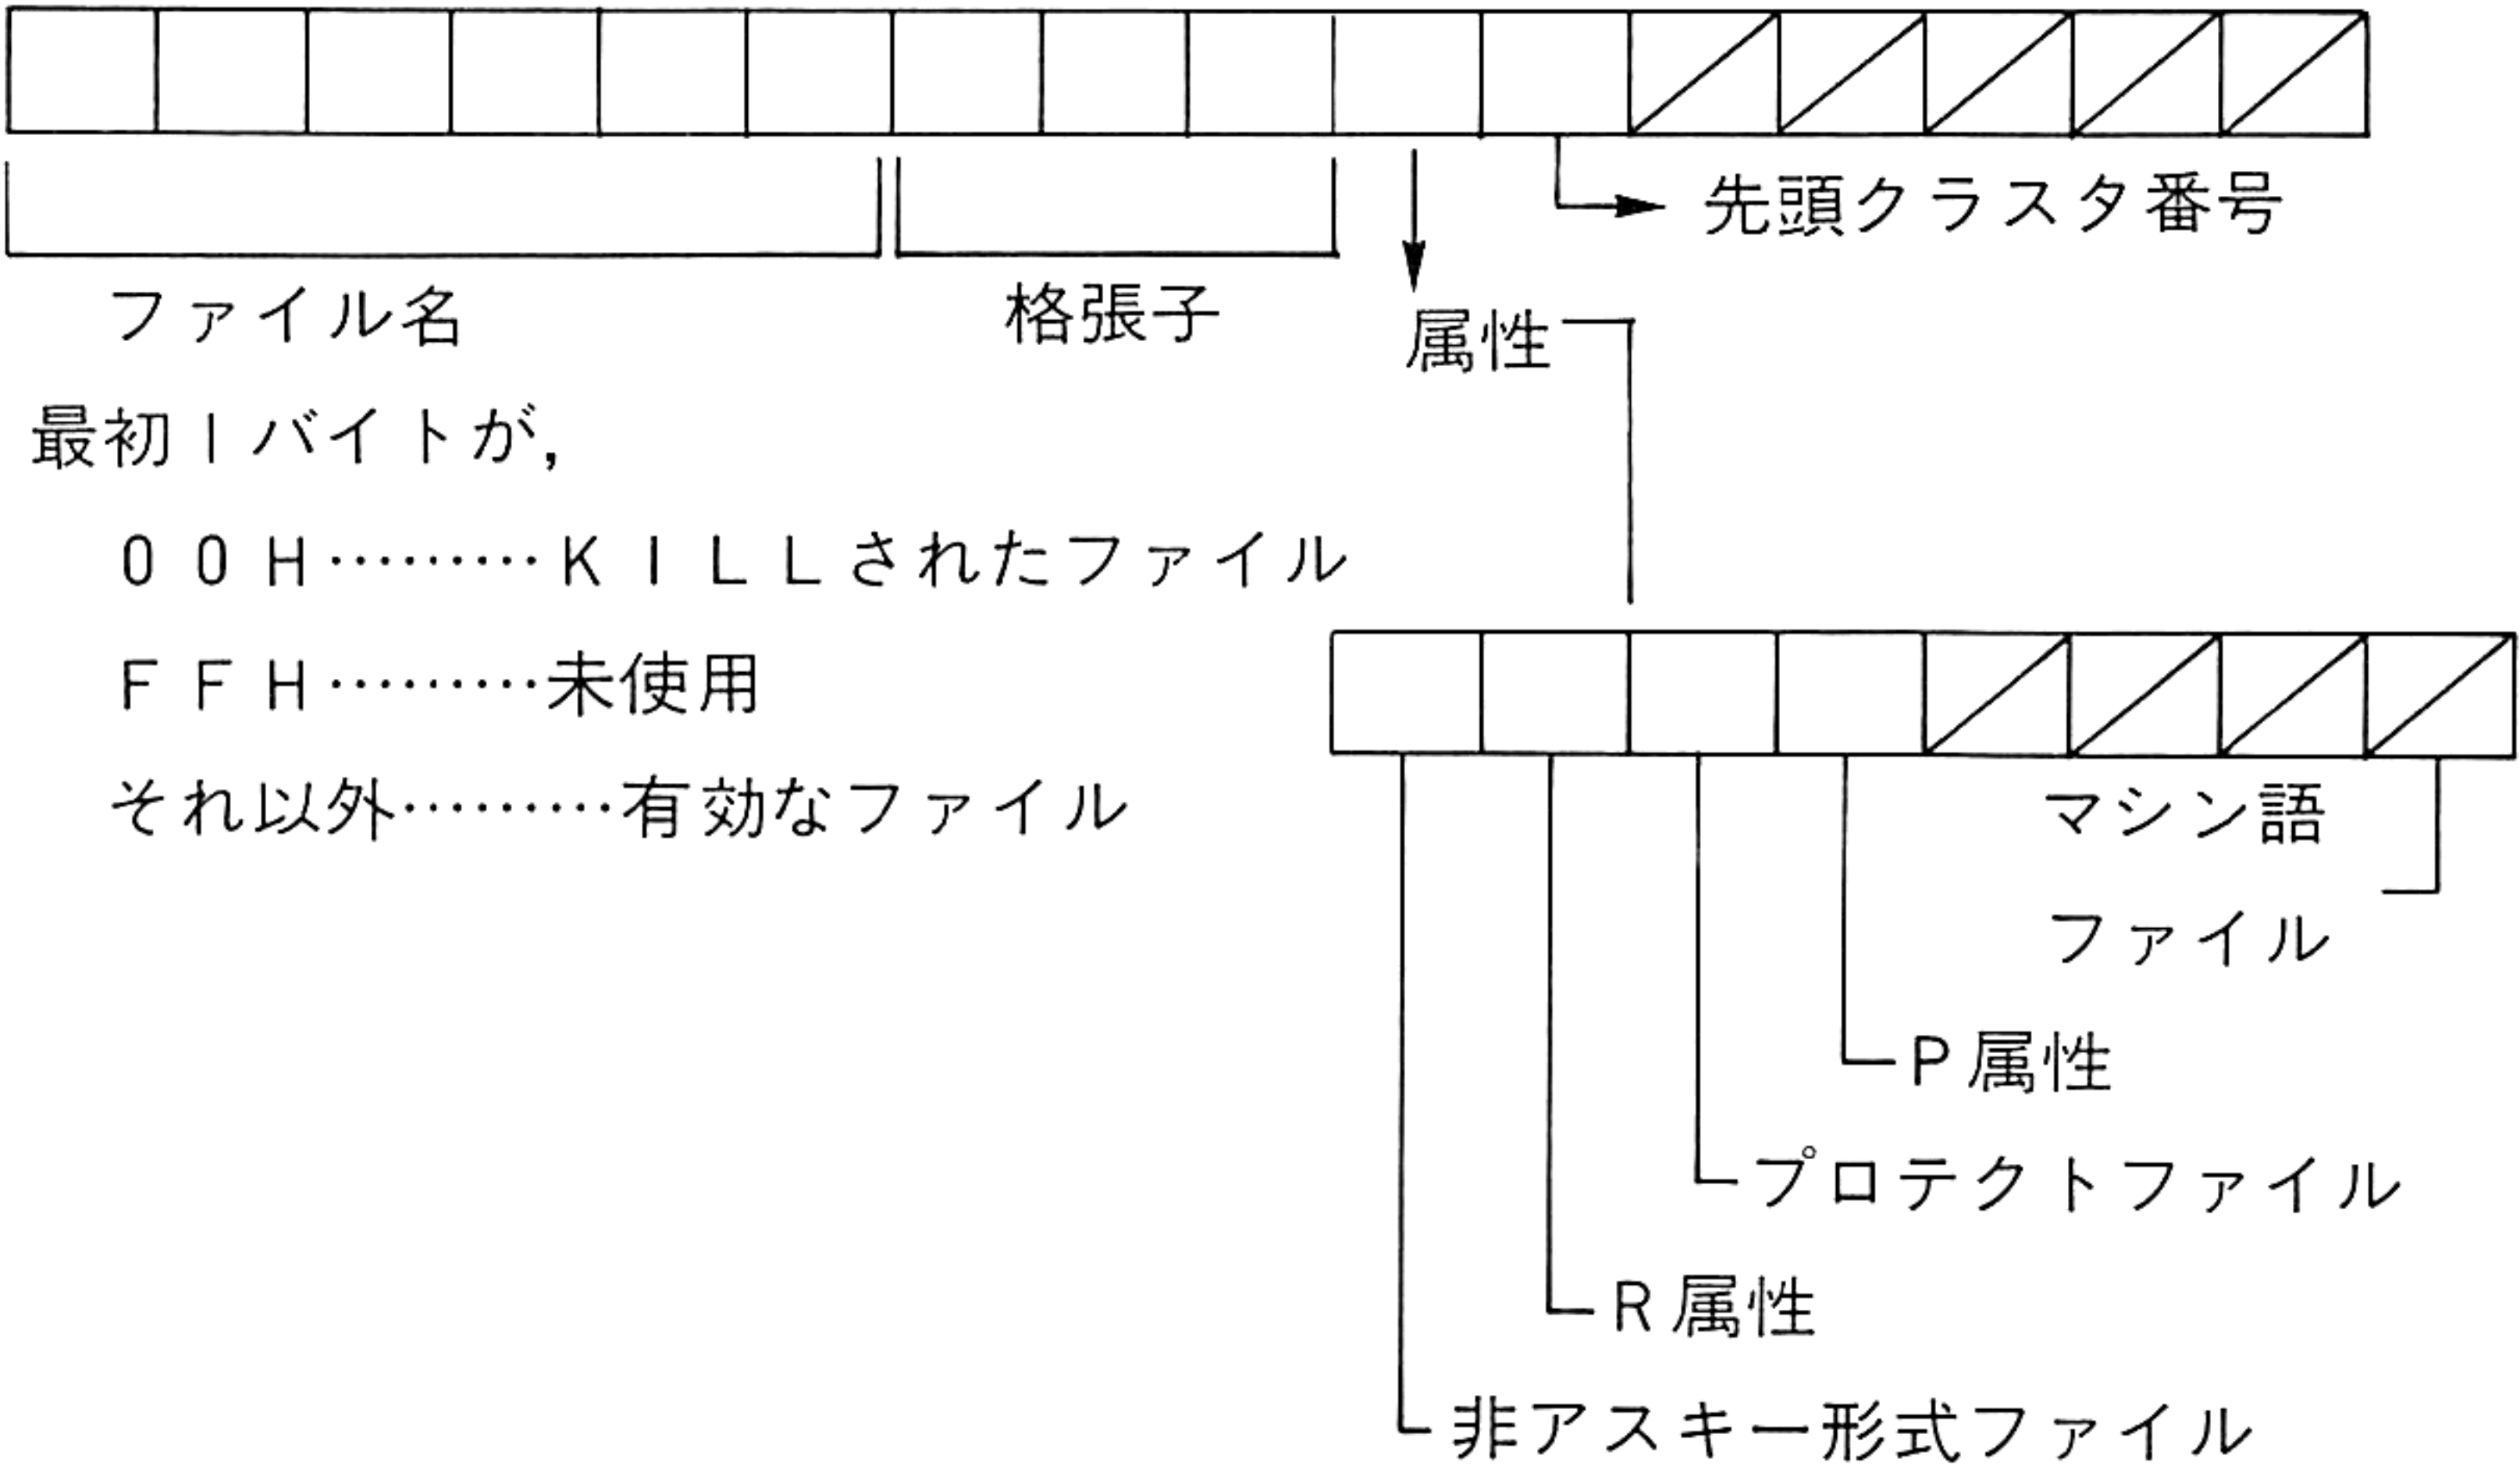 先頭クラスタ番号
ファイル名
格張子
属性
最初1バイトが,
00H………KILLされたファイル
FFH………未使用
それ以外………有効なファイル
マシン語
ファイル
P属性
プロテクトファイル
R属性
非アスキー形式ファイル